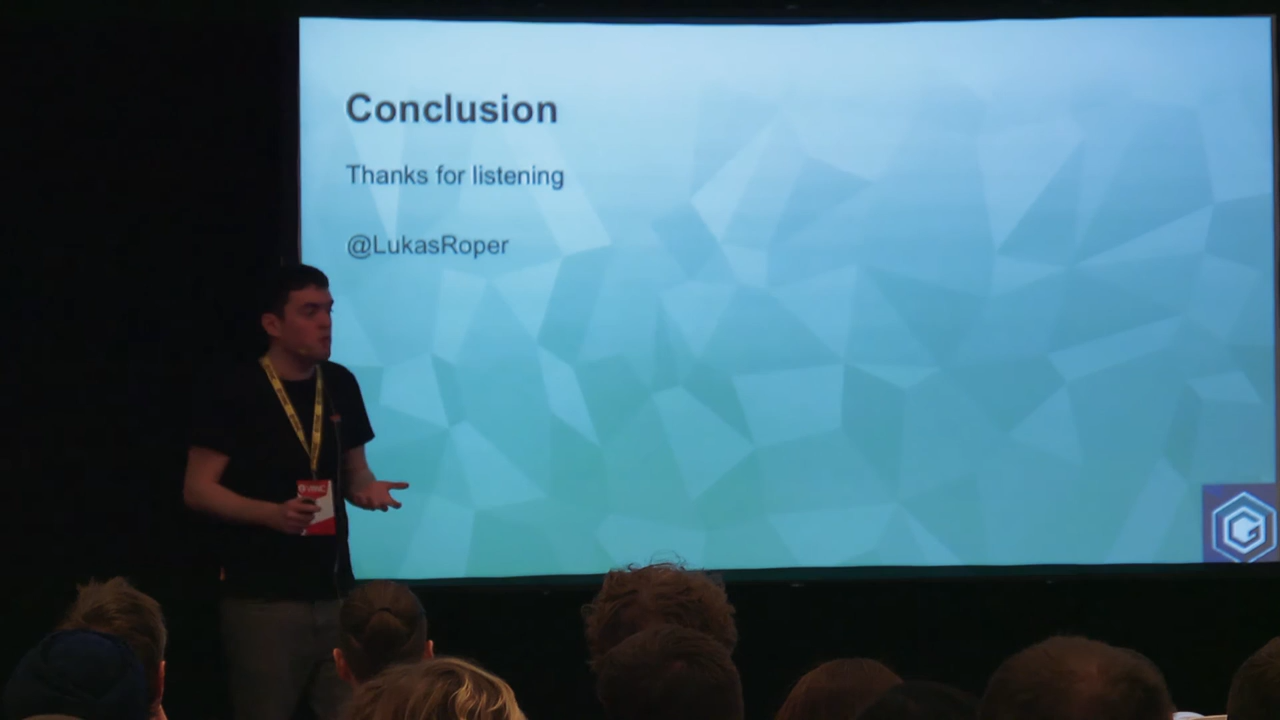 Conclusion
Thanks for listening
@LukasRoper